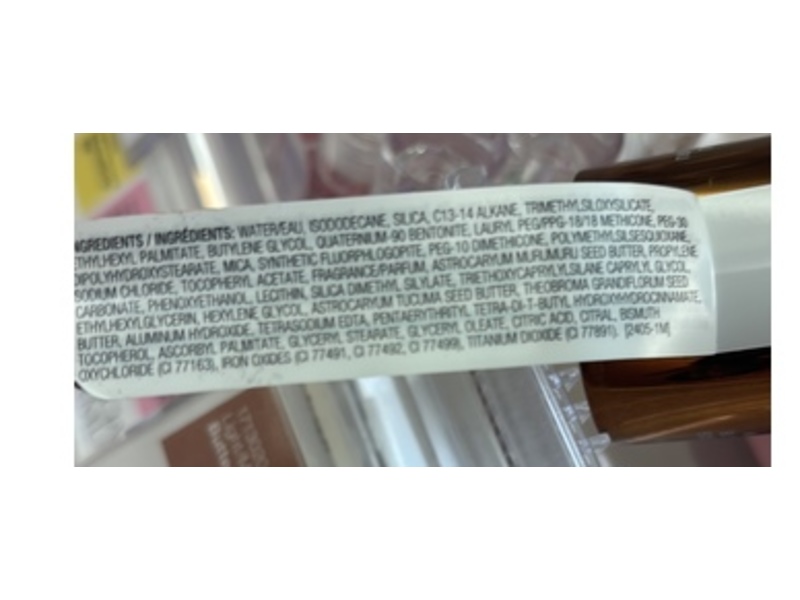 NGREDIENTS / INGRÉDIENTS: WATER/EAU, ISODODECANE, SILICA, C13-14 ALKANE, TRIMETHYLSILOXYSILICATE,
ETHYLHEXYL PALMITATE, BUTYLENE GLYCOL, QUATERNIUM-90 BENTONITE, LAURYL PEG/PPG-18/18 METHICONE, PEG-30
DIPOLYHYDROXYSTEARATE, MICA, SYNTHETIC FLUORPHLOGOPITE, PEG-10 DIMETHICONE, POLYMETHYLSILSESQUIOXANE,
SODIUM CHLORIDE, TOCOPHERYL ACETATE, FRAGRANCE/PARFUM, ASTROCARYUM MURUMURU SEED BUTTER, PROPYLENE
CARBONATE, PHENOXYETHANOL, LECITHIN, SILICA DIMETHYL SILYLATE, TRIETHOXYCAPRYLYLSILANE CAPRYLYL GLYCOL,
ETHYLHEXYLGLYCERIN, HEXYLENE GLYCOL, ASTROCARYUM TUCUMA SEED BUTTER, THEOBROMA GRANDIFLORUM SEED
BUTTER, ALUMINUM HYDROXIDE, TETRASODIUM EDTA, PENTAERYTHRITYL TETRA-DI-T-BUTYL HYDROXYHYDROCINNAMATE,
TOCOPHEROL, ASCORBYL PALMITATE, GLYCERYL STEARATE, GLYCERYL OLEATE, CITRIC ACID, CITRAL, BISMUTH
OXYCHLORIDE (CI 77163), IRON OXIDES (CI 77491, CI 77492, CI 77499), TITANIUM DIOXIDE (CI 77891). [2405-1M]
Butte